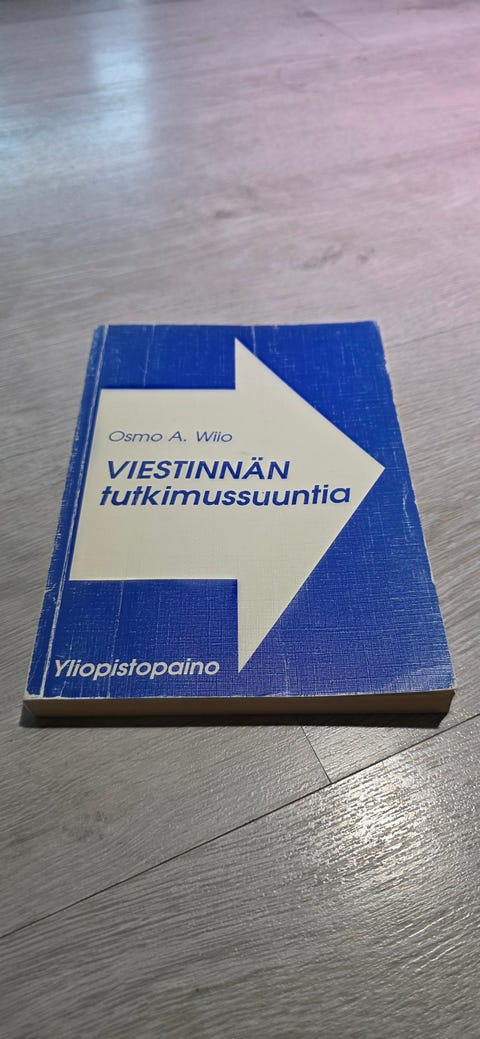 Osmo A. Wiio
VIESTINNÄN
tutkimussuuntia
Yliopistopaino